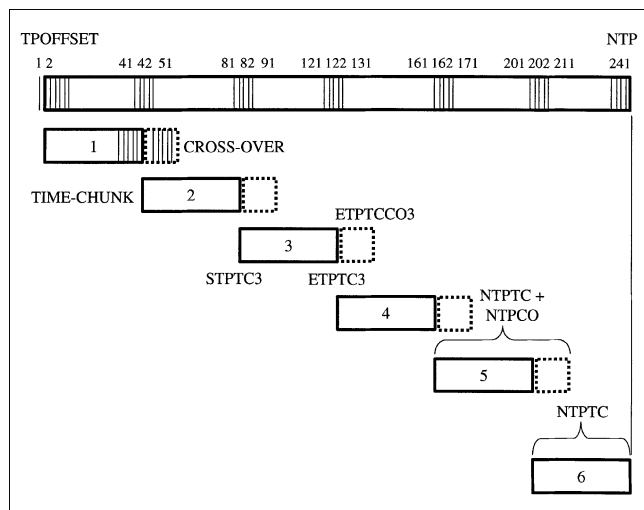 TPOFFSET NTP
1 2 41 42 51 81 82 91 121 122 131 161 162 171 201 202 211 241
1 CROSS-OVER
TIME-CHUNK 2
ETPTCCO3
3
STPTC3 ETPTC3
NTPTC +
NTPCO
4
5
NTPTC
6